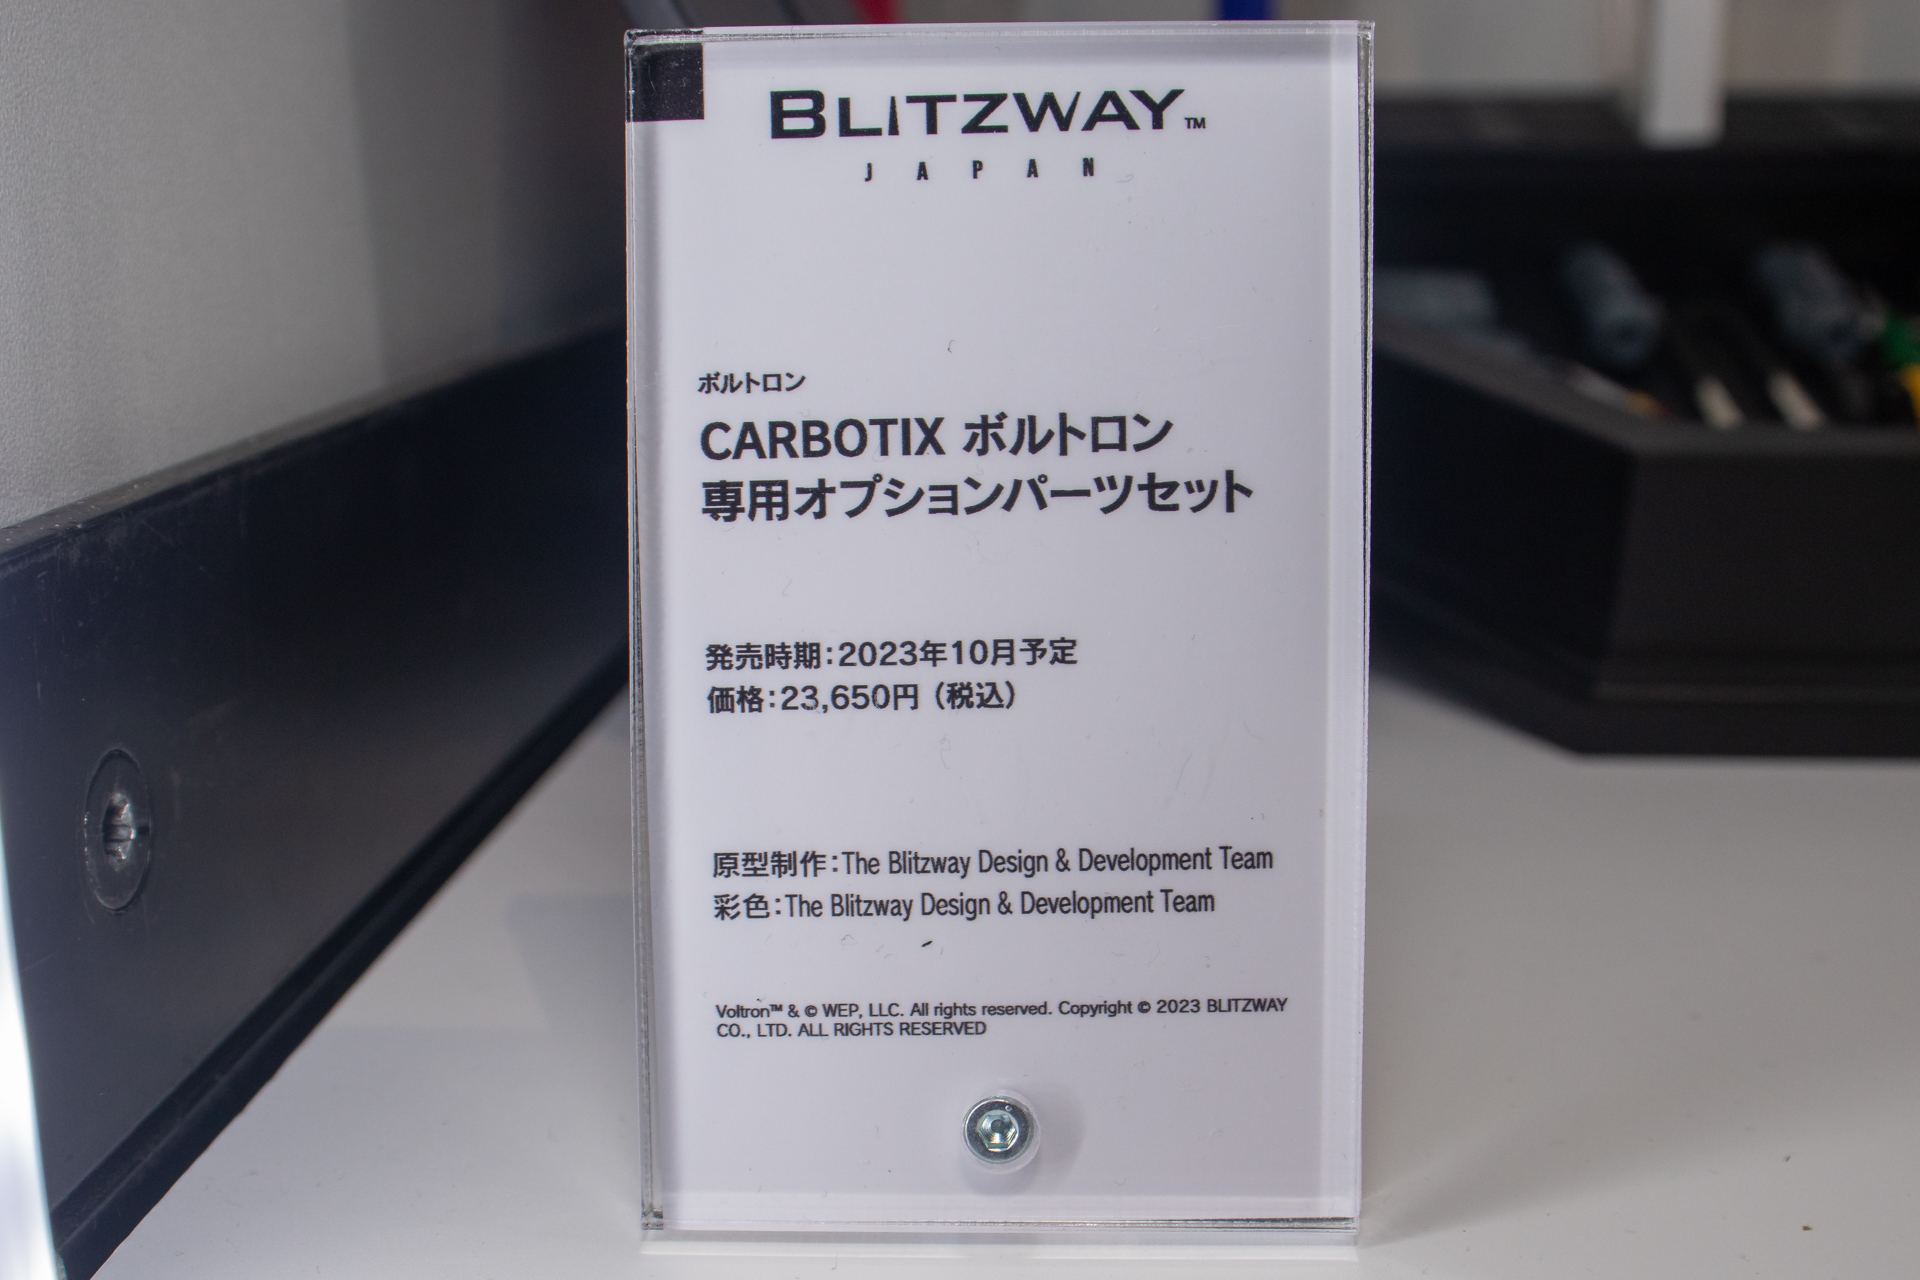 BLITZWAY™
JAPAN
ボルトロン
CARBOTIX ボルトロン
専用オプションパーツセット
発売時期：2023年10月予定
価格：23,650円（税込）
原型制作：The Blitzway Design & Development Team
彩色：The Blitzway Design & Development Team
Voltron™ & © WEP, LLC. All rights reserved. Copyright © 2023 BLITZWAY
CO., LTD. ALL RIGHTS RESERVED